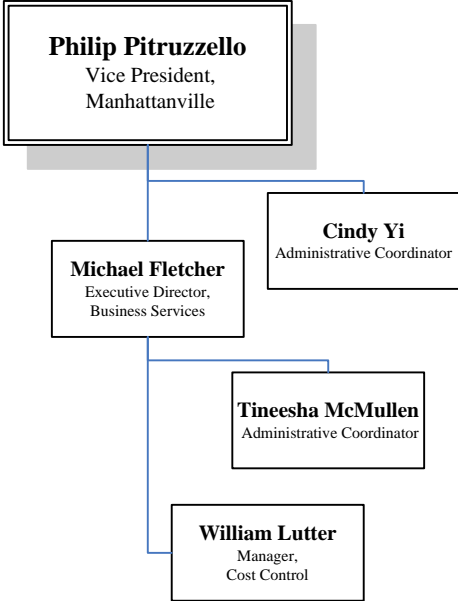 Philip Pitruzzello
Vice President,
Manhattanville
Cindy Yi
Administrative Coordinator
Michael Fletcher
Executive Director,
Business Services
Tineesha McMullen
Administrative Coordinator
William Lutter
Manager,
Cost Control